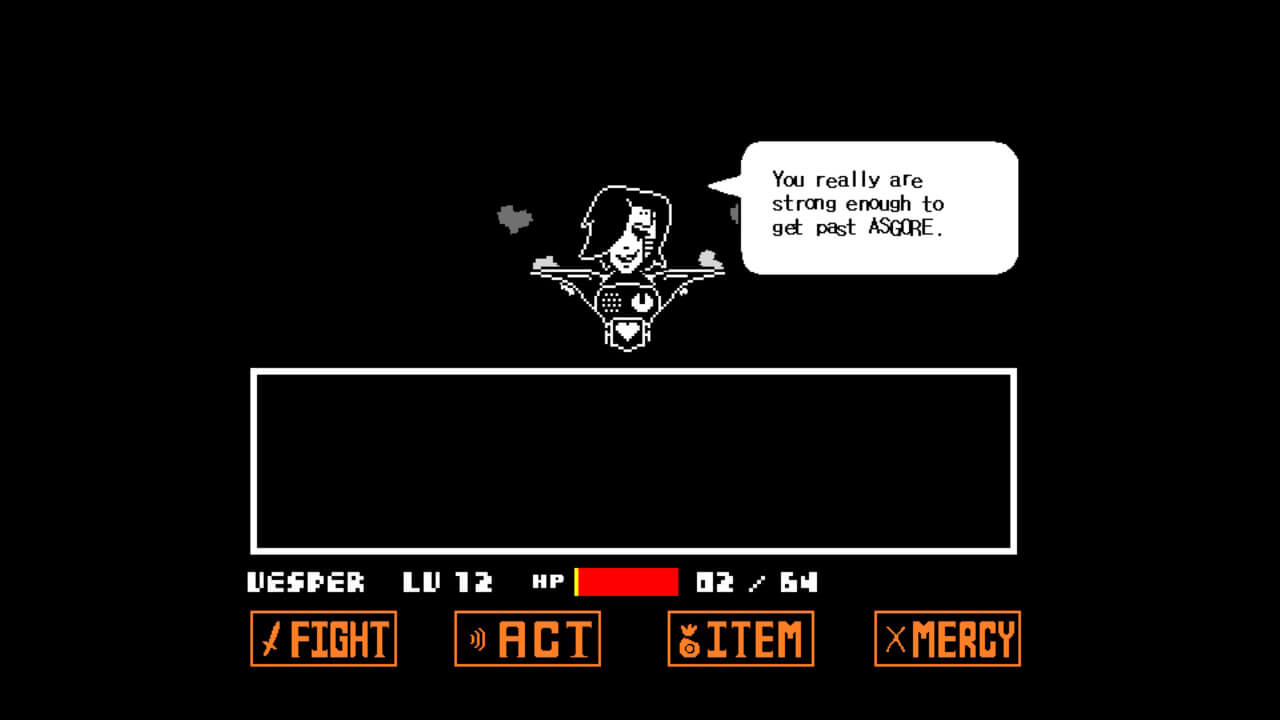 You really are
strong enough to
get past ASGORE.
VESPER LV 12 HP 02 / 64
FIGHT ACT ITEM MERCY